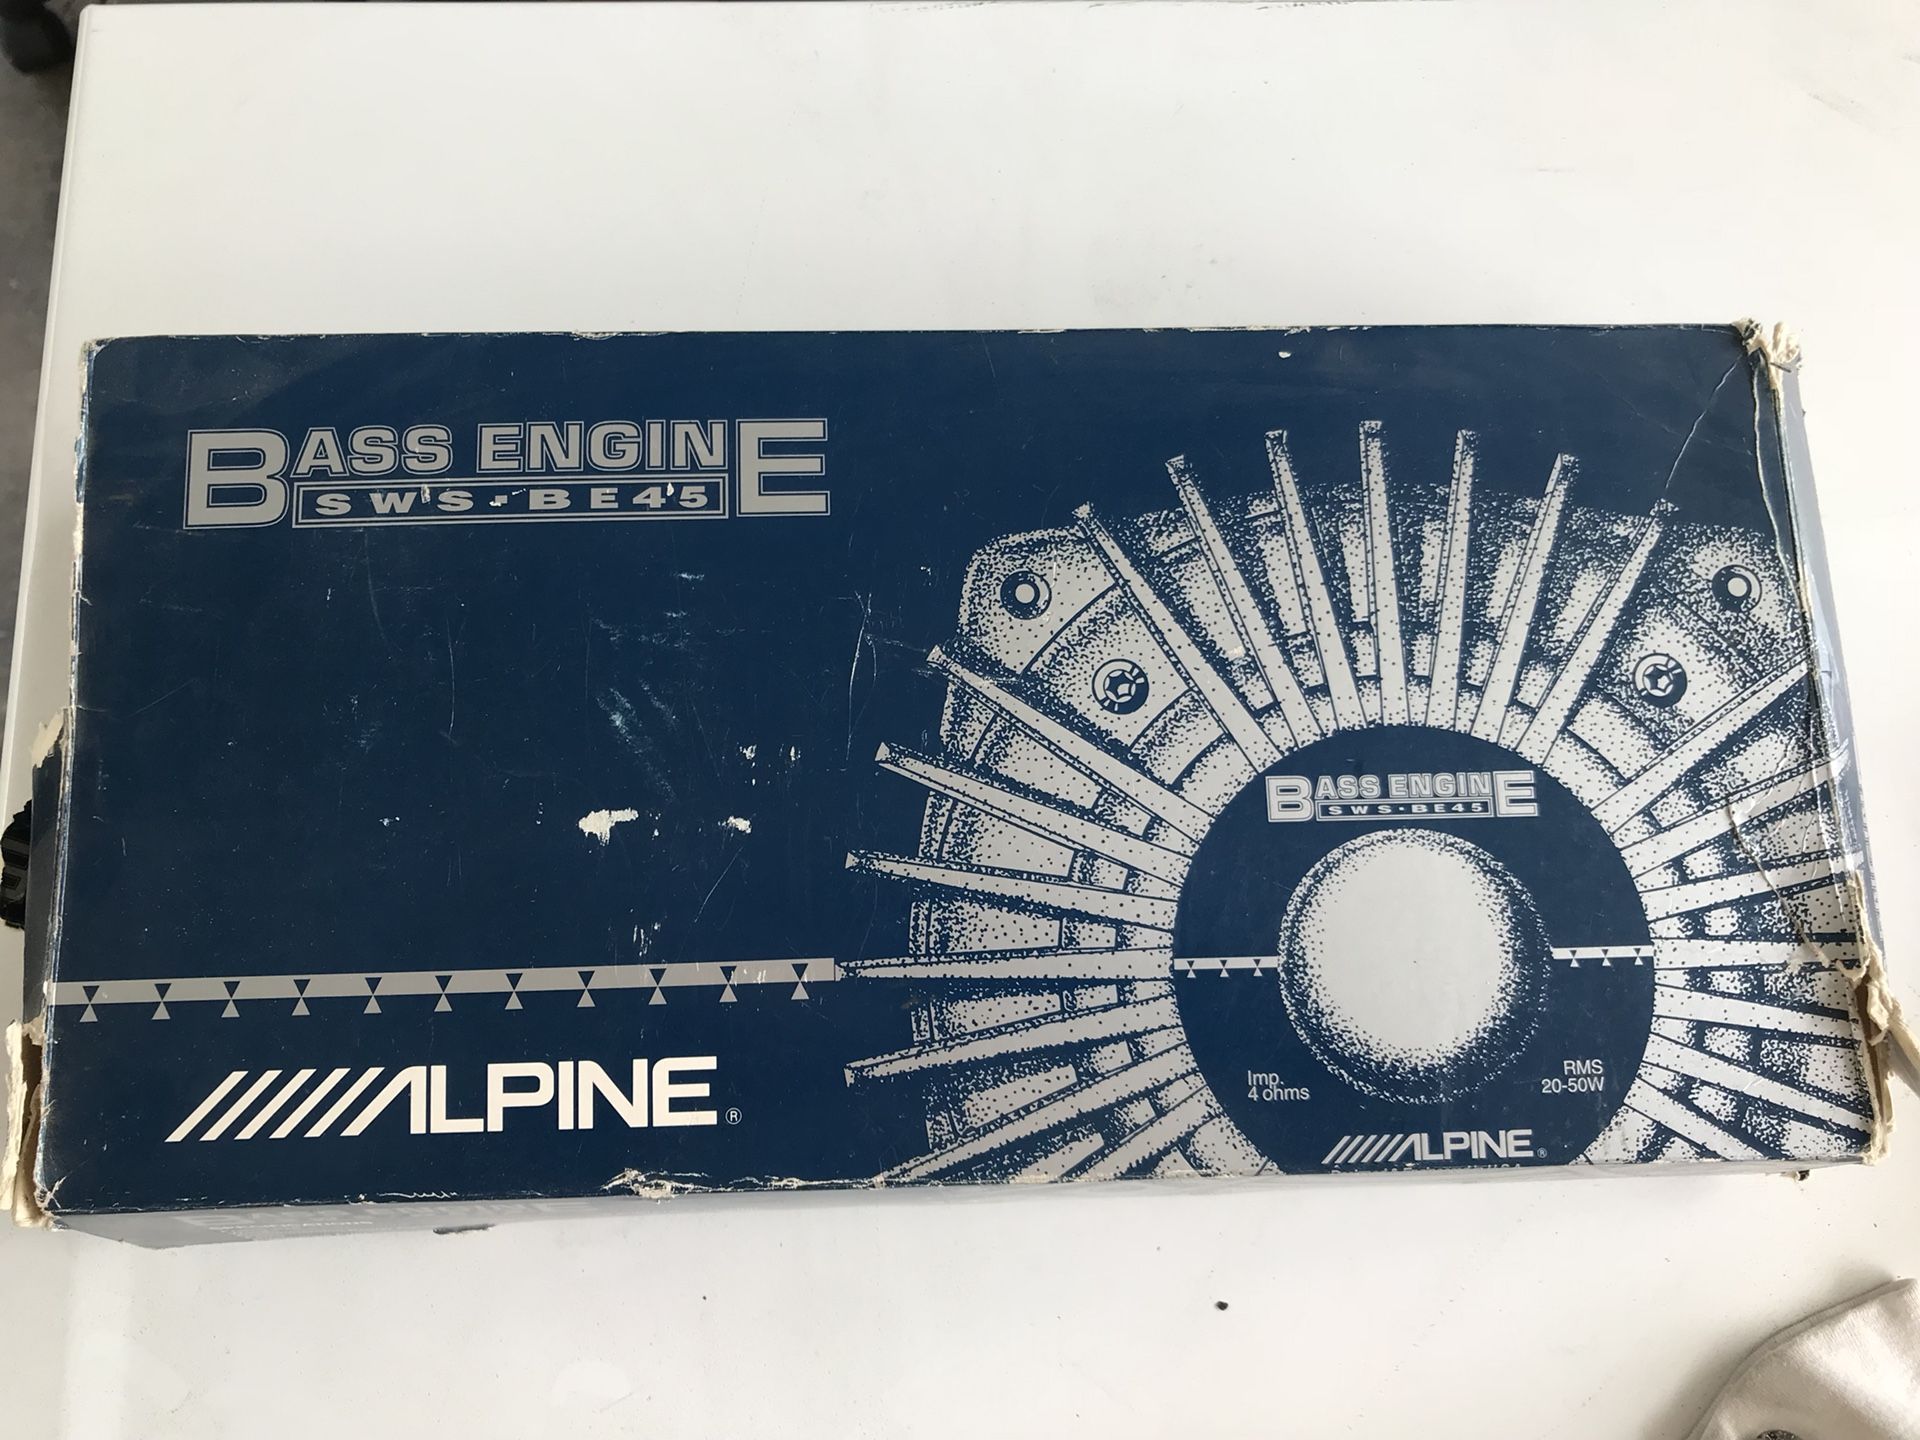 BASS ENGINE
SWS-BE45
BASS ENGINE
SWS-BE45
Imp.
4 ohms
RMS
20-50W
ALPINE®
ALPINE®